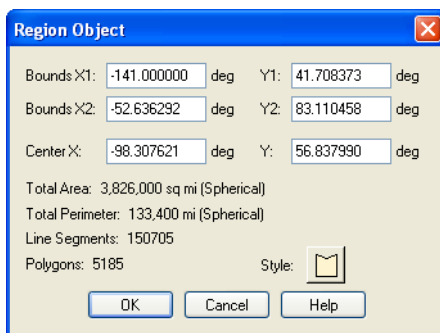 Region Object
Bounds X1: -141.000000 deg Y1: 41.708373 deg
Bounds X2: -52.636292 deg Y2: 83.110458 deg
Center X: -98.307621 deg Y: 56.837990 deg
Total Area: 3,826,000 sq mi (Spherical)
Total Perimeter: 133,400 mi (Spherical)
Line Segments: 150705
Polygons: 5185 Style:
OK Cancel Help